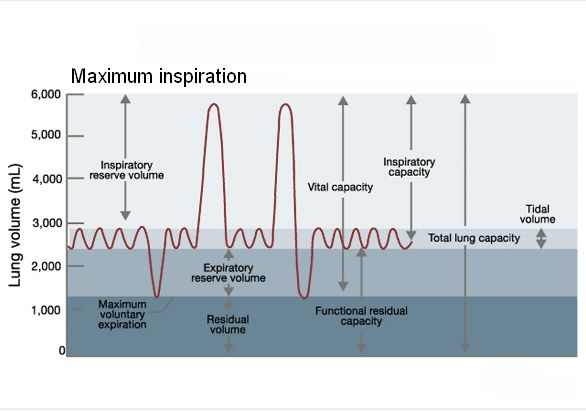 Maximum inspiration
6,000
5,000
4,000
3,000
2,000
1,000
0
Lung volume (mL)
Inspiratory
reserve volume
Vital capacity
Inspiratory
capacity
Tidal
volume
Total lung capacity
Expiratory
reserve volume
Maximum
voluntary
expiration
Residual
volume
Functional residual
capacity